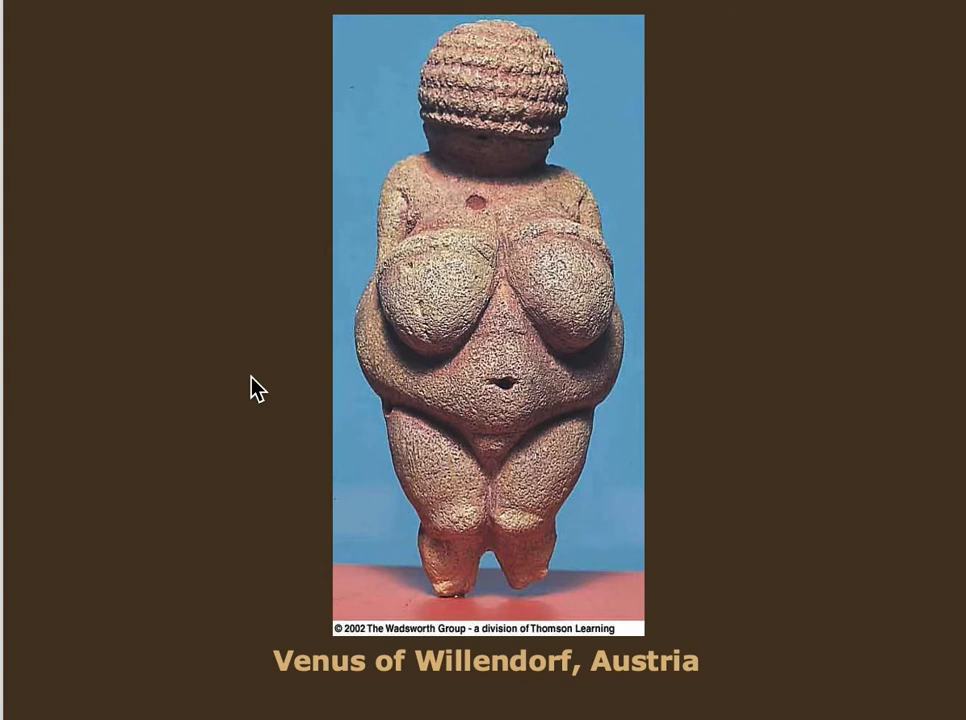 © 2002 The Wadsworth Group - a division of Thomson Learning
Venus of Willendorf, Austria